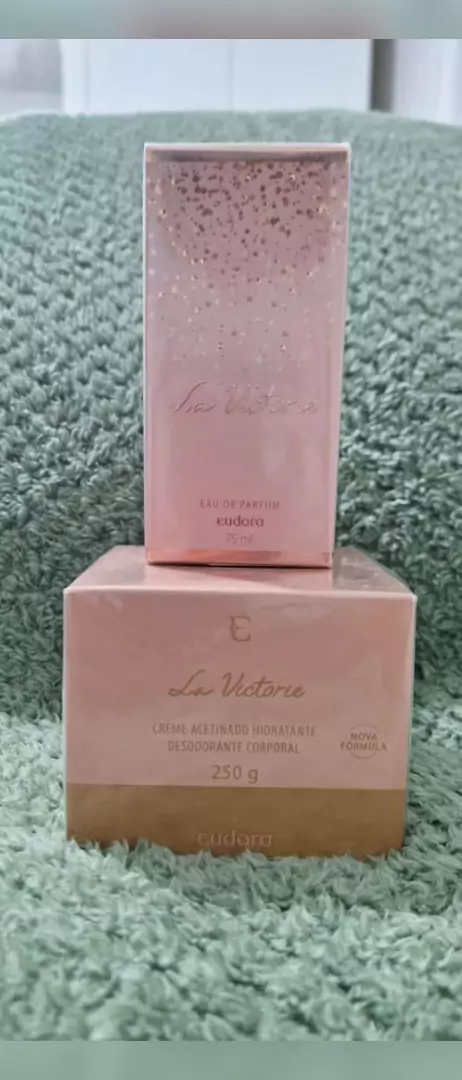 La Victorie
EAU DE PARFUM
eudora
75 ml
E
La Victorie
CREME ACETINADO HIDRATANTE
DESODORANTE CORPORAL
250 g
NOVA
FÓRMULA
eudora